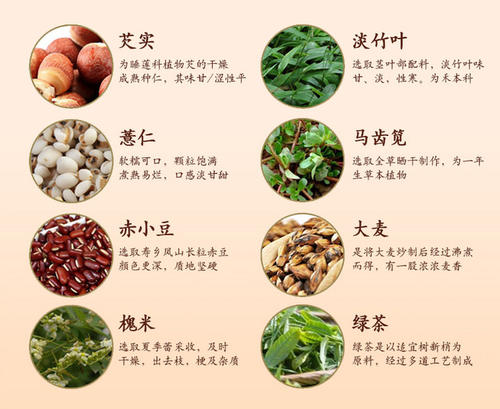 芡实
为睡莲科植物芡的干燥
成熟种仁，其味甘/涩性平
淡竹叶
选取茎叶部配料，淡竹叶味
甘、淡，性寒。为禾本科
薏仁
软糯可口，颗粒饱满
煮熟易烂，口感淡甘甜
马齿筧
选取全草晒干制作，为一年
生草本植物
赤小豆
选取寿乡凤山长粒赤豆
颜色更深，质地坚硬
大麦
是将大麦炒制后经过沸煮
而得，有一股浓浓麦香
槐米
选取夏季蕾采收，及时
干燥，出去枝，梗及杂质
绿茶
绿茶是以适宜树新梢为
原料，经过多道工艺制成